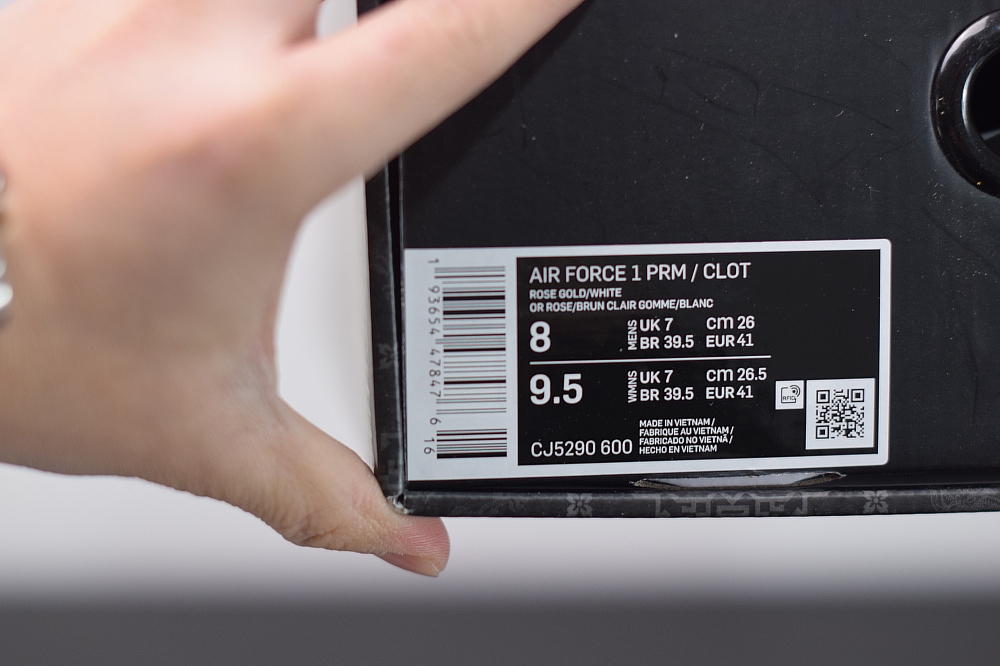 AIR FORCE 1 PRM / CLOT
ROSE GOLD/WHITE
OR ROSE/BRUN CLAIR GOMME/BLANC
8 MENS UK 7 cm 26
BR 39.5 EUR 41
9.5 WMNS UK 7 cm 26.5
BR 39.5 EUR 41
RFID
MADE IN VIETNAM /
FABRIQUE AU VIETNAM /
FABRICADO NO VIETNÃ /
HECHO EN VIETNAM
CJ5290 600
1 93654 47847 6 16